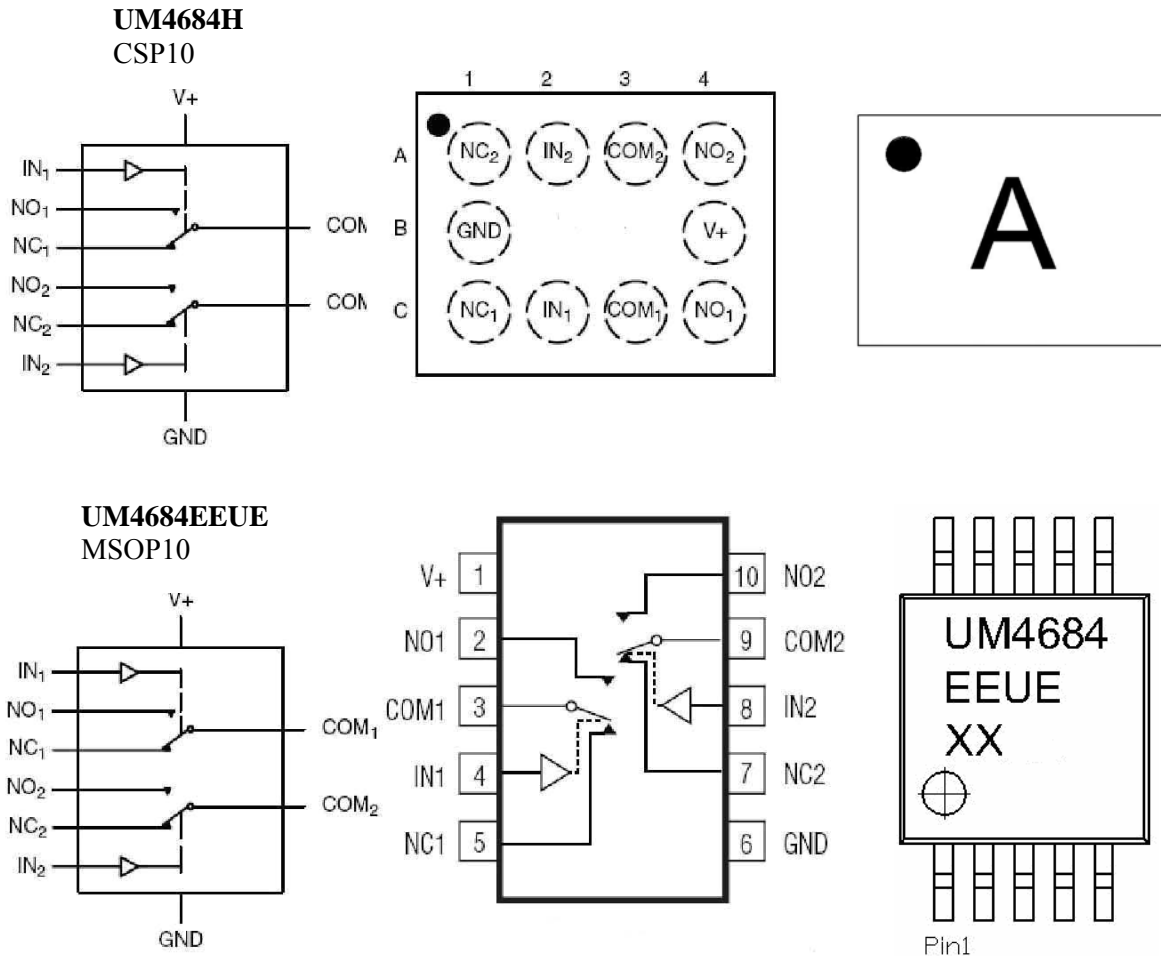 UM4684H
CSP10
V+
IN1
NO1
NC1
NO2
NC2
IN2
COM
COM
GND
1 2 3 4
A NC2 IN2 COM2 NO2
B GND V+
C NC1 IN1 COM1 NO1
A
UM4684EEUE
MSOP10
V+
IN1
NO1
NC1
NO2
NC2
IN2
COM1
COM2
GND
V+ 1
NO1 2
COM1 3
IN1 4
NC1 5
10 NO2
9 COM2
8 IN2
7 NC2
6 GND
UM4684
EEUE
XX
Pin1